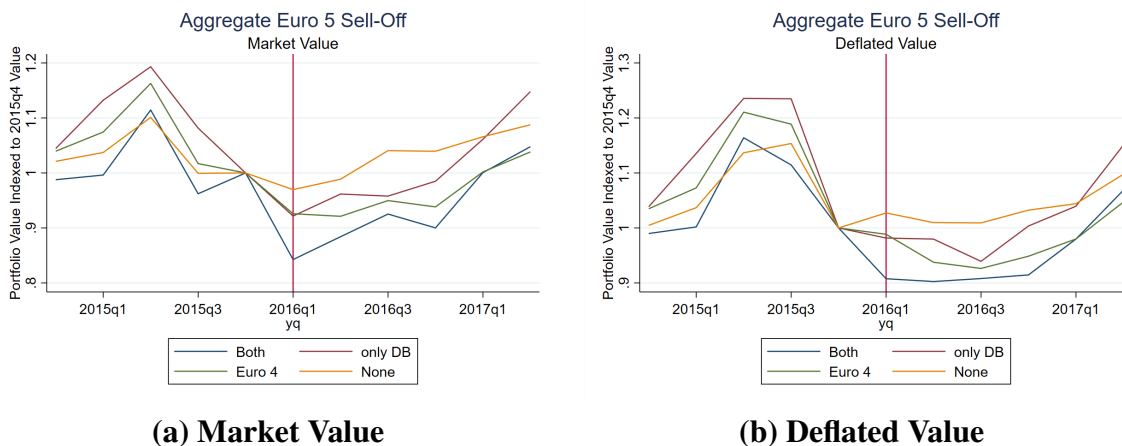 Aggregate Euro 5 Sell-Off
Market Value
Portfolio Value Indexed to 2015q4 Value
1.2
1.1
1
.9
.8
2015q1
2015q3
2016q1
2016q3
2017q1
yq
Both
only DB
Euro 4
None
(a) Market Value
Aggregate Euro 5 Sell-Off
Deflated Value
Portfolio Value Indexed to 2015q4 Value
1.3
1.2
1.1
1
.9
2015q1
2015q3
2016q1
2016q3
2017q1
yq
Both
only DB
Euro 4
None
(b) Deflated Value